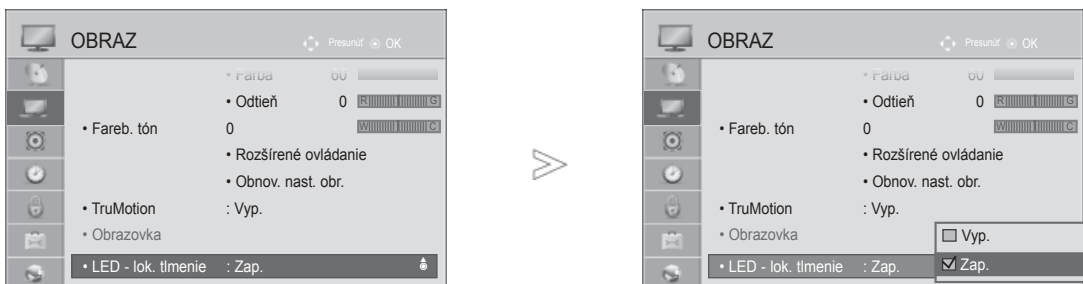 OBRAZ Presunúť OK
• Farba 60
• Odtieň 0 R G
• Fareb. tón 0 W C
• Rozšírené ovládanie
• Obnov. nast. obr.
• TruMotion : Vyp.
• Obrazovka
• LED - lok. tlmenie : Zap.
OBRAZ Presunúť OK
• Farba 60
• Odtieň 0 R G
• Fareb. tón 0 W C
• Rozšírené ovládanie
• Obnov. nast. obr.
• TruMotion : Vyp.
• Obrazovka
Vyp.
• LED - lok. tlmenie : Zap.
Zap.